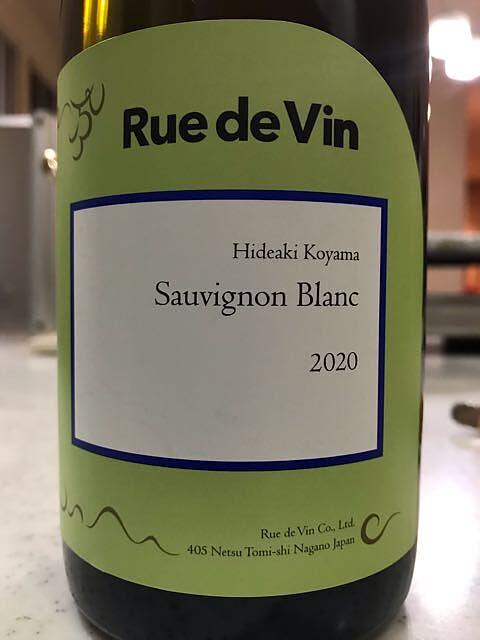 Rue de Vin
Hideaki Koyama
Sauvignon Blanc
2020
Rue de Vin Co., Ltd.
405 Netsu Tomi-shi Nagano Japan